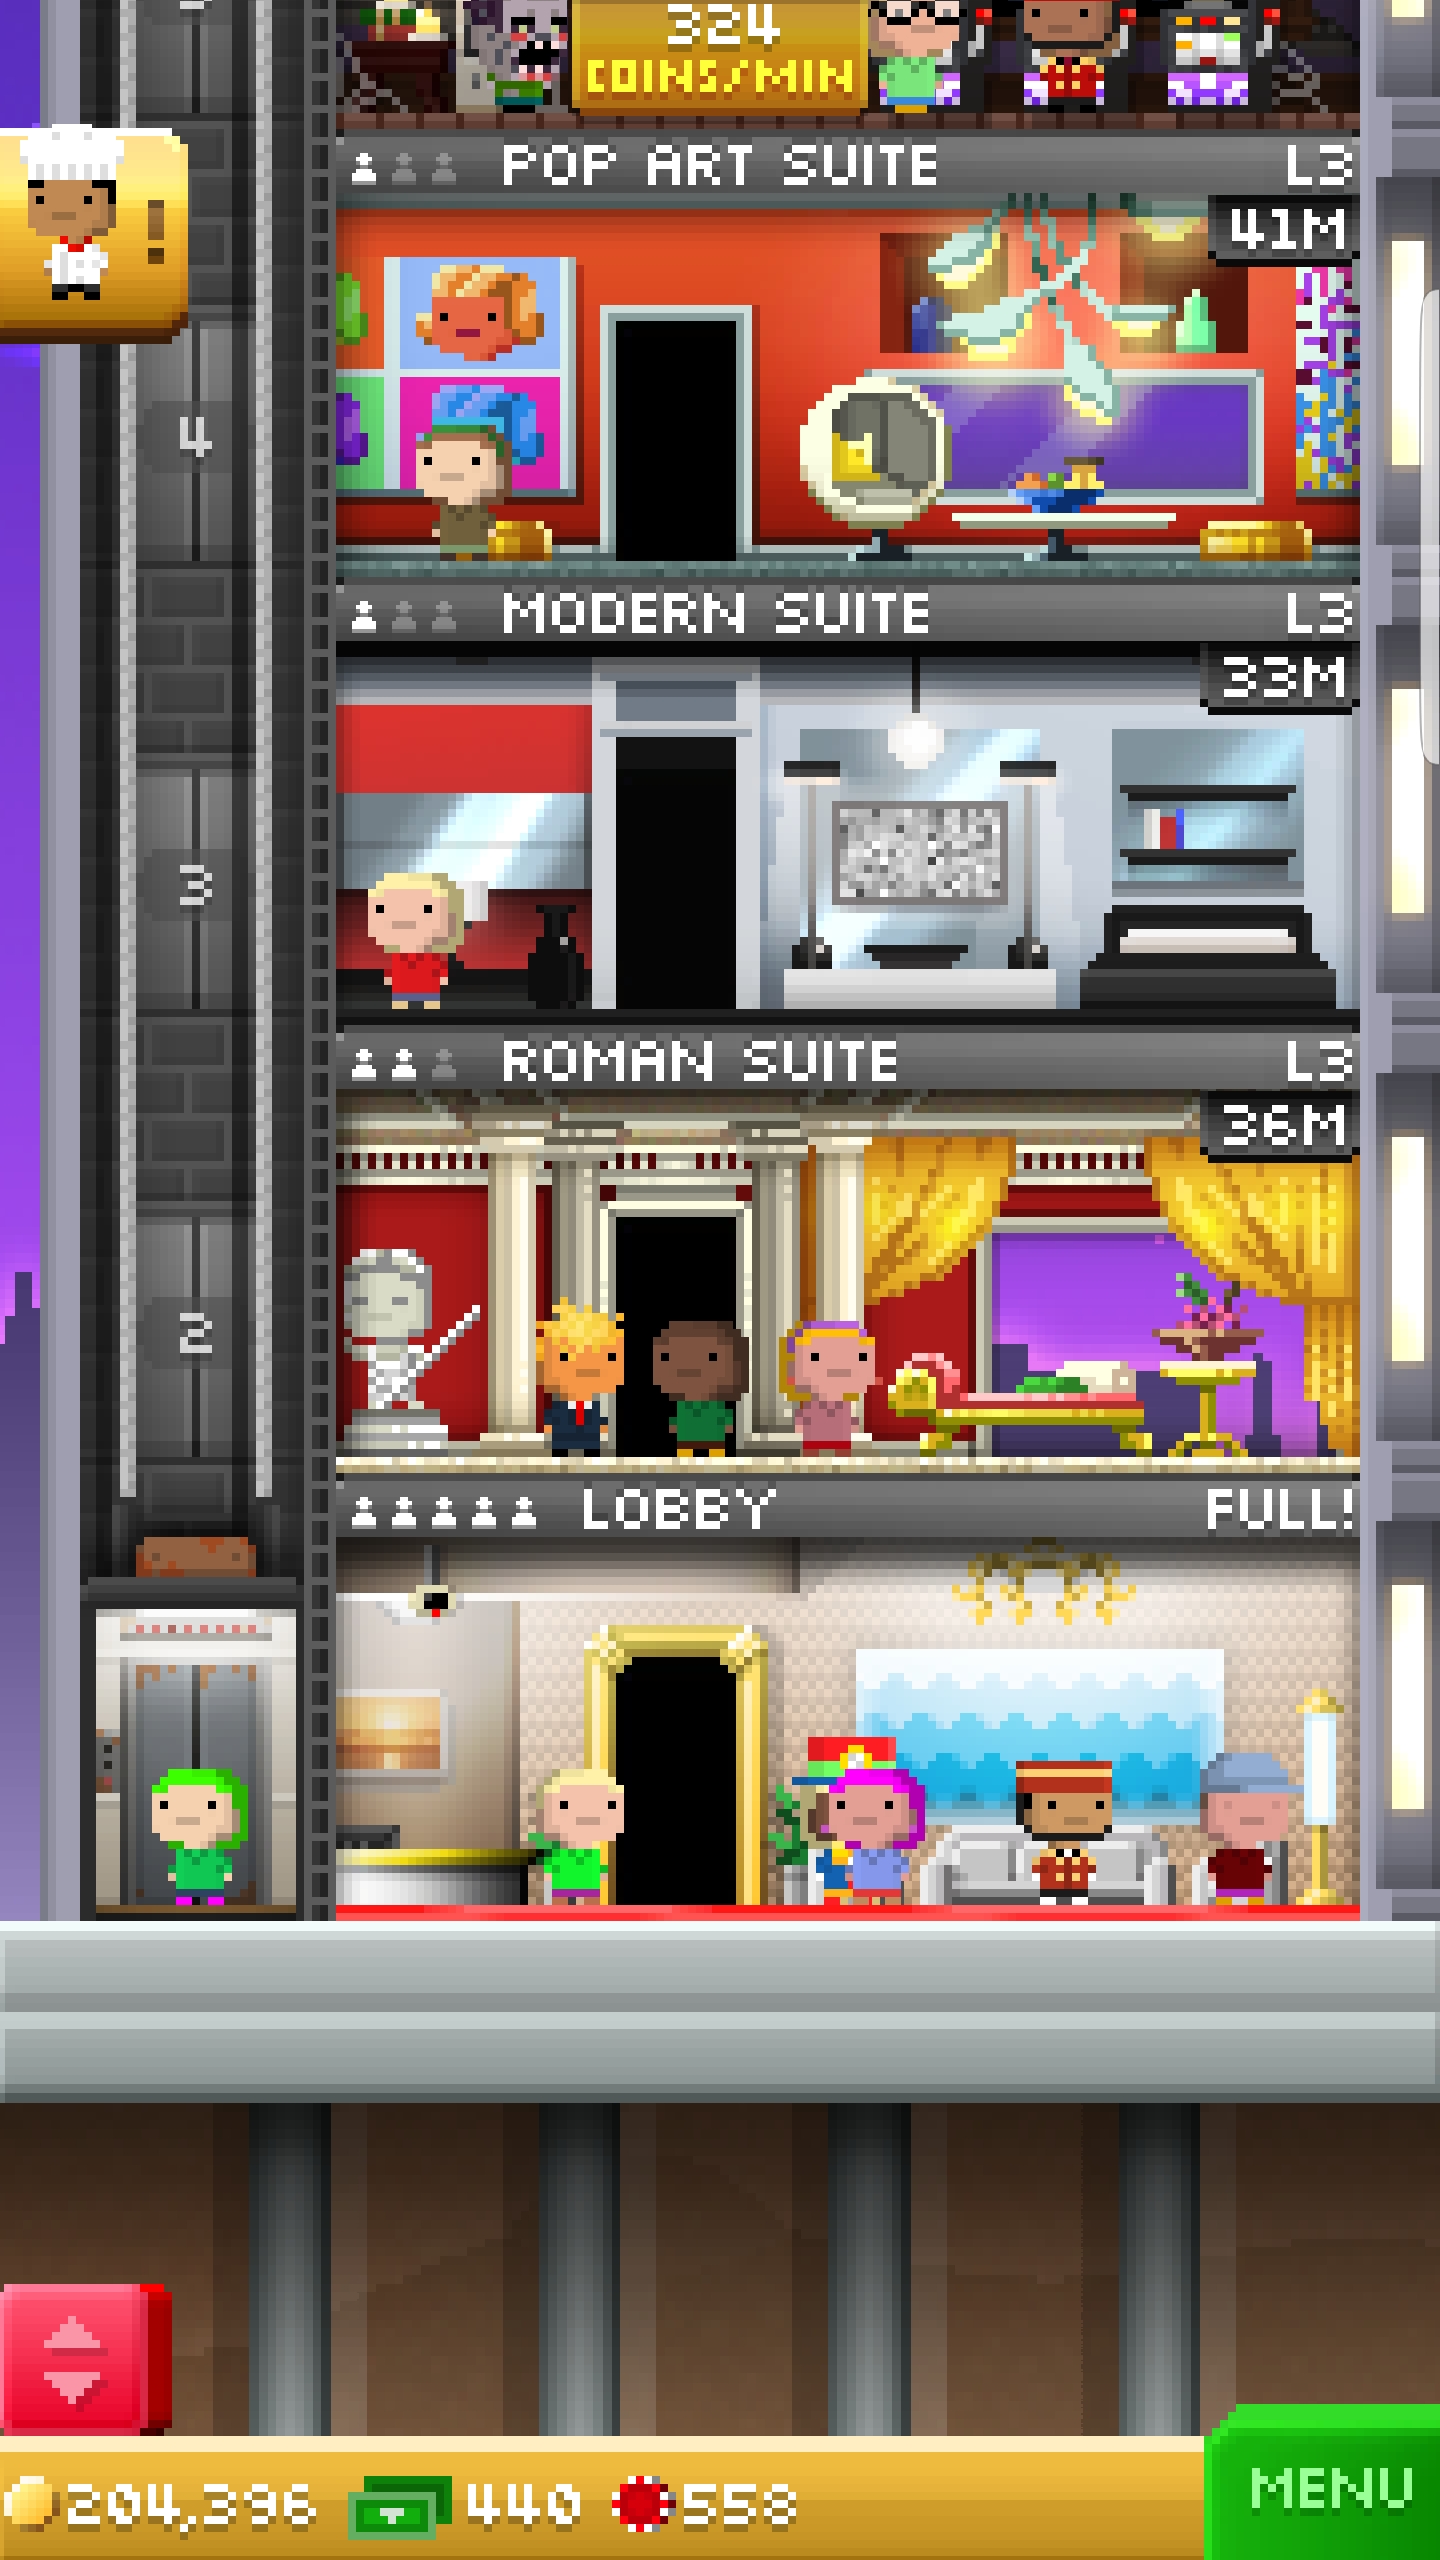 324
COINS/MIN
POP ART SUITE L3
41M
4
MODERN SUITE L3
33M
3
ROMAN SUITE L3
36M
2
LOBBY FULL!
204,396 440 558
MENU